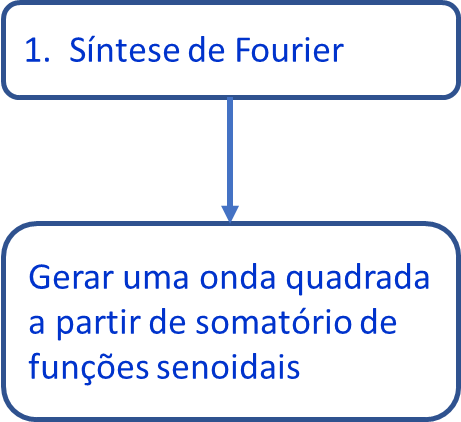 1. Síntese de Fourier
Gerar uma onda quadrada
a partir de somatório de
funções senoidais